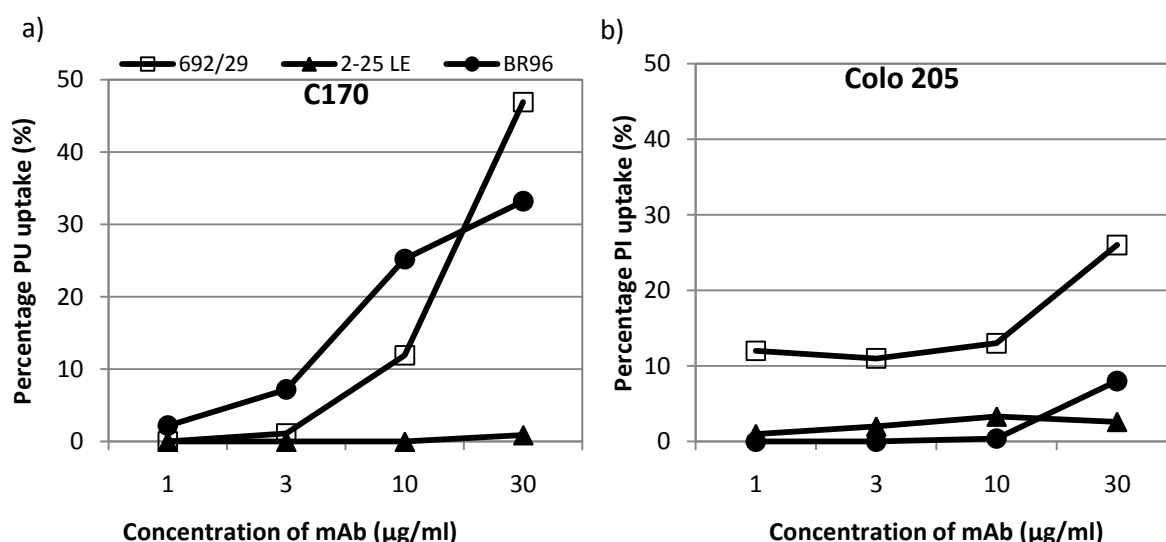 a)
692/29 2-25 LE BR96
C170
Percentage PU uptake (%)
50
40
30
20
10
0
1 3 10 30
Concentration of mAb (µg/ml)
b)
Colo 205
Percentage PI uptake (%)
50
40
30
20
10
0
1 3 10 30
Concentration of mAb (µg/ml)